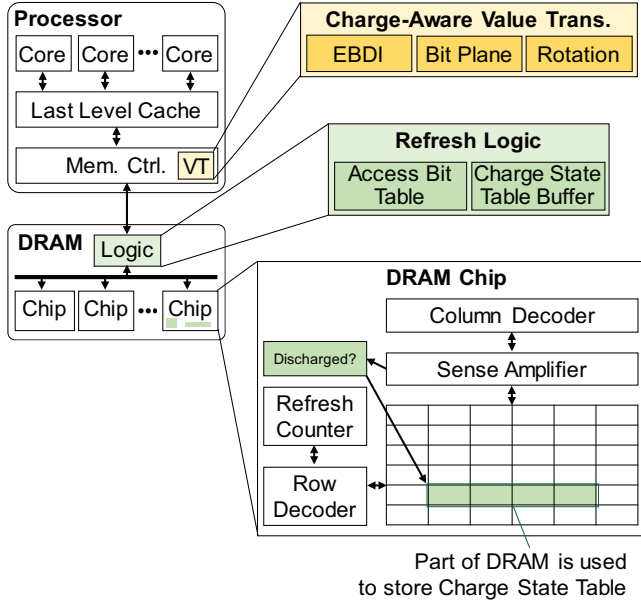 Processor
Core Core ••• Core
Last Level Cache
Mem. Ctrl. VT
Charge-Aware Value Trans.
EBDI Bit Plane Rotation
Refresh Logic
Access Bit
Table
Charge State
Table Buffer
DRAM
Logic
Chip Chip ••• Chip
DRAM Chip
Column Decoder
Discharged?
Sense Amplifier
Refresh
Counter
Row
Decoder
Part of DRAM is used
to store Charge State Table